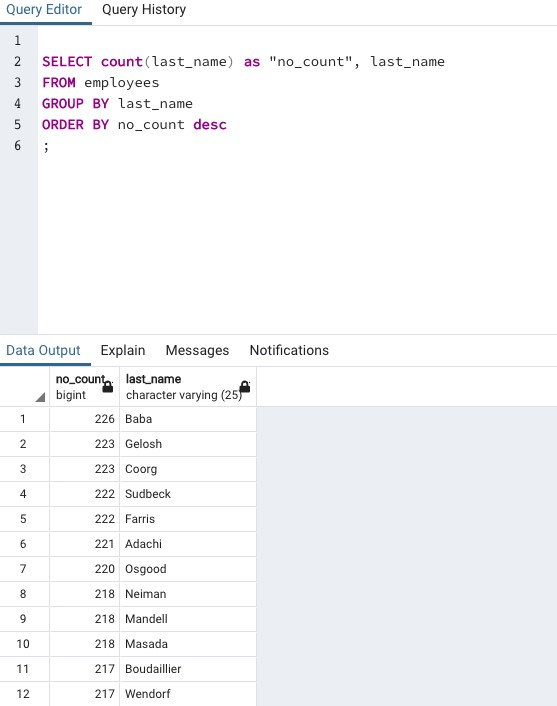 Query Editor Query History
1
2 SELECT count(last_name) as "no_count", last_name
3 FROM employees
4 GROUP BY last_name
5 ORDER BY no_count desc
6 ;
Data Output Explain Messages Notifications
no_count last_name
bigint character varying (25)
1 226 Baba
2 223 Gelosh
3 223 Coorg
4 222 Sudbeck
5 222 Farris
6 221 Adachi
7 220 Osgood
8 218 Neiman
9 218 Mandell
10 218 Masada
11 217 Boudaillier
12 217 Wendorf